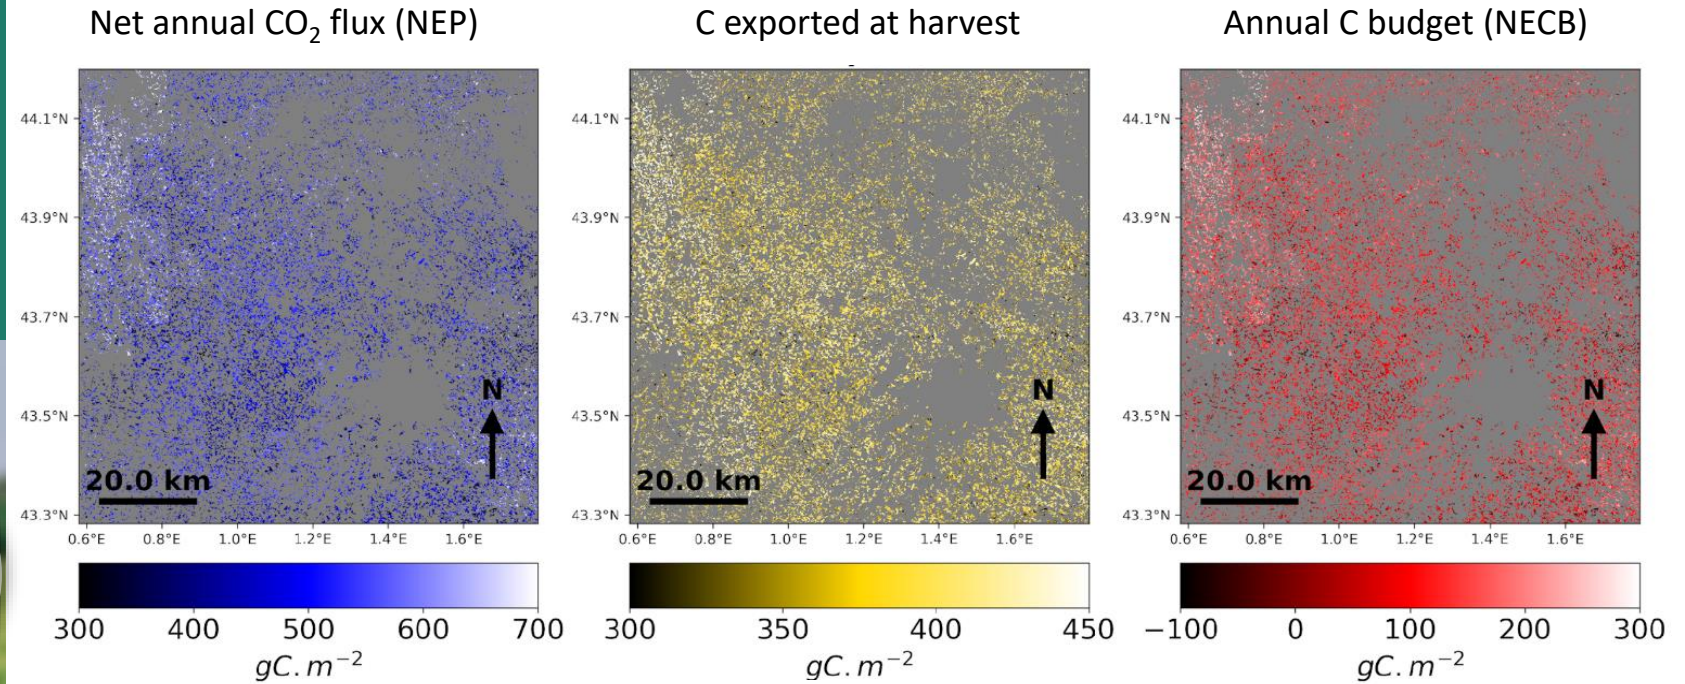 Net annual CO₂ flux (NEP)
44.1°N
43.9°N
43.7°N
43.5°N
43.3°N
N
20.0 km
0.6°E 0.8°E 1.0°E 1.2°E 1.4°E 1.6°E
300 400 500 600 700
gC.m⁻²
C exported at harvest
44.1°N
43.9°N
43.7°N
43.5°N
43.3°N
N
20.0 km
0.6°E 0.8°E 1.0°E 1.2°E 1.4°E 1.6°E
300 350 400 450
gC.m⁻²
Annual C budget (NECB)
44.1°N
43.9°N
43.7°N
43.5°N
43.3°N
N
20.0 km
0.6°E 0.8°E 1.0°E 1.2°E 1.4°E 1.6°E
−100 0 100 200 300
gC.m⁻²